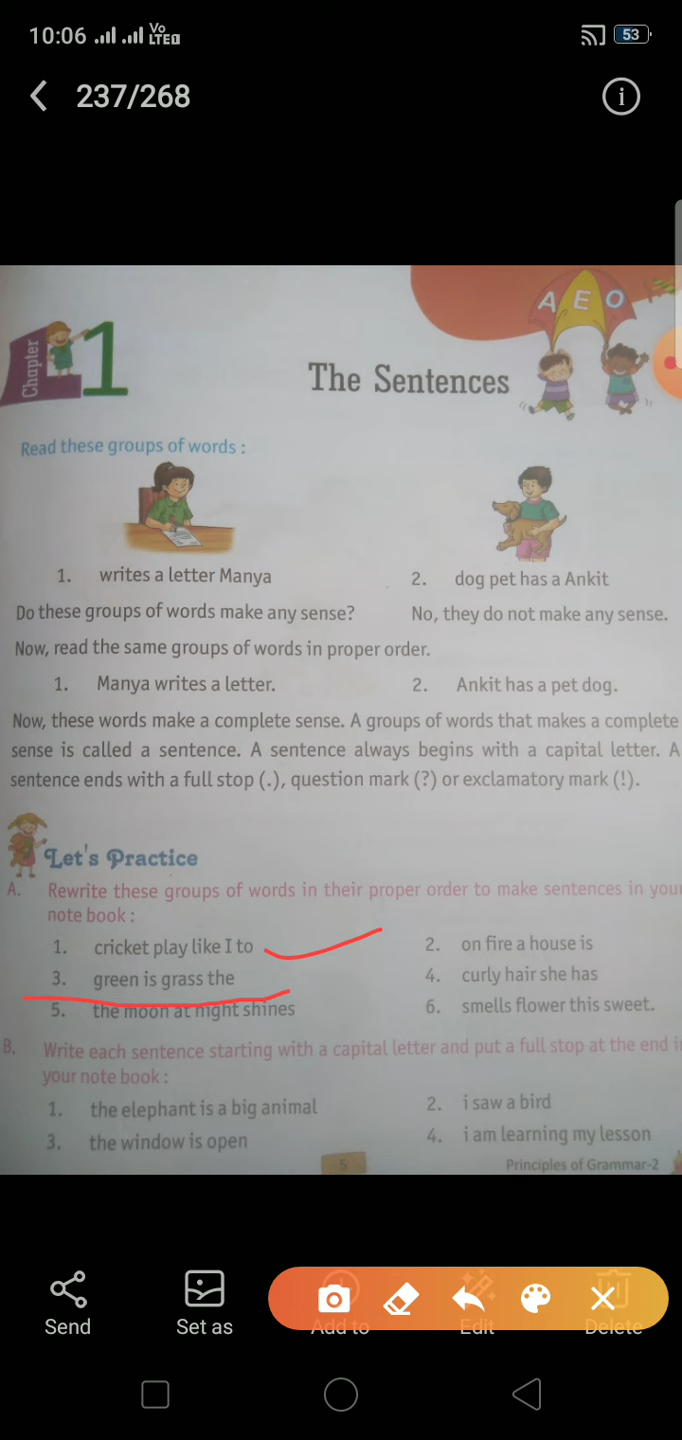 10:06 Vo LTE 53
237/268
A E O
Chapter 1
The Sentences
Read these groups of words :
1. writes a letter Manya 2. dog pet has a Ankit
Do these groups of words make any sense? No, they do not make any sense.
Now, read the same groups of words in proper order.
1. Manya writes a letter. 2. Ankit has a pet dog.
Now, these words make a complete sense. A groups of words that makes a complete
sense is called a sentence. A sentence always begins with a capital letter. A
sentence ends with a full stop (.), question mark (?) or exclamatory mark (!).
Let's Practice
A. Rewrite these groups of words in their proper order to make sentences in your
note book :
1. cricket play like I to 2. on fire a house is
3. green is grass the 4. curly hair she has
5. the moon at night shines 6. smells flower this sweet.
B. Write each sentence starting with a capital letter and put a full stop at the end in
your note book :
1. the elephant is a big animal 2. i saw a bird
3. the window is open 4. i am learning my lesson
5 Principles of Grammar-2
Send Set as Add to Edit Delete